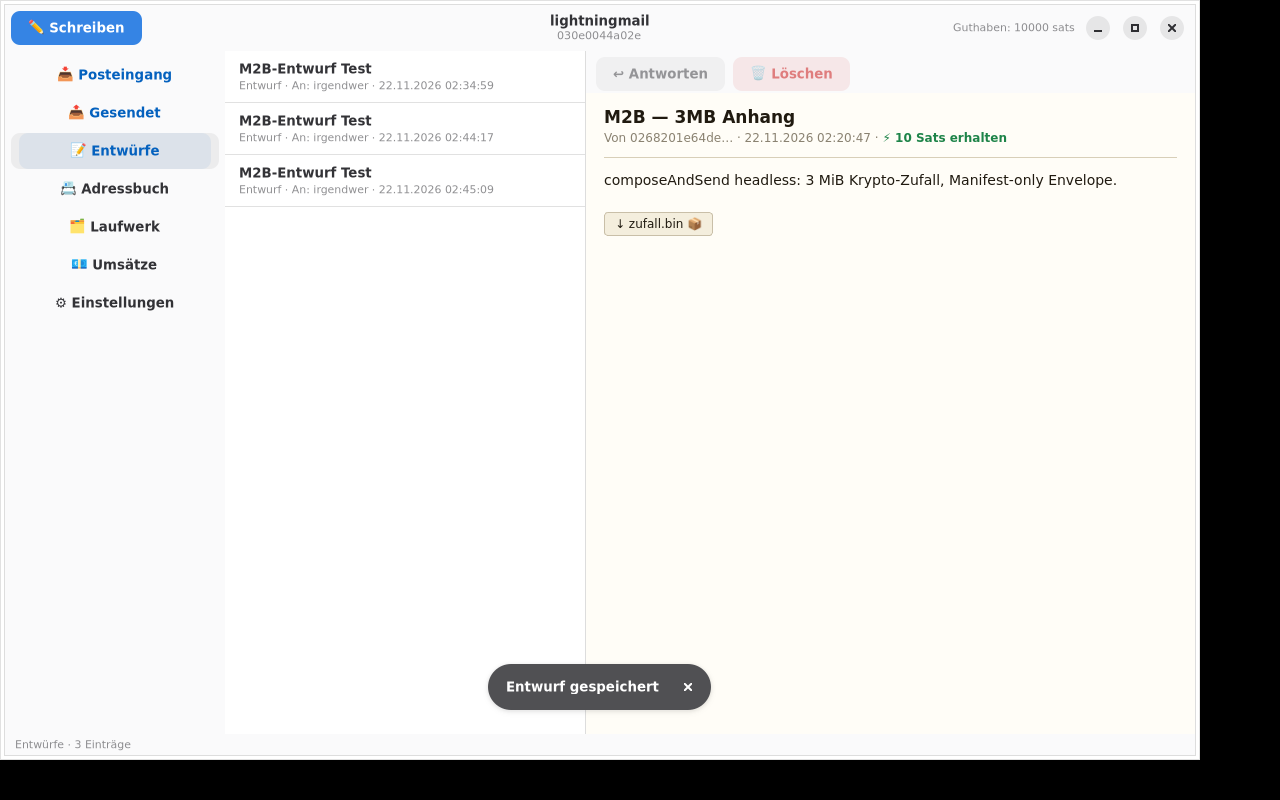 ✏️ Schreiben
lightningmail
030e0044a02e
Guthaben: 10000 sats
📥 Posteingang
📤 Gesendet
📝 Entwürfe
📇 Adressbuch
🗂️ Laufwerk
💶 Umsätze
⚙ Einstellungen
M2B-Entwurf Test
Entwurf · An: irgendwer · 22.11.2026 02:34:59
M2B-Entwurf Test
Entwurf · An: irgendwer · 22.11.2026 02:44:17
M2B-Entwurf Test
Entwurf · An: irgendwer · 22.11.2026 02:45:09
↩ Antworten
🗑️ Löschen
M2B — 3MB Anhang
Von 0268201e64de… · 22.11.2026 02:20:47 · ⚡ 10 Sats erhalten
composeAndSend headless: 3 MiB Krypto-Zufall, Manifest-only Envelope.
↓ zufall.bin 📦
Entwurf gespeichert
Entwürfe · 3 Einträge